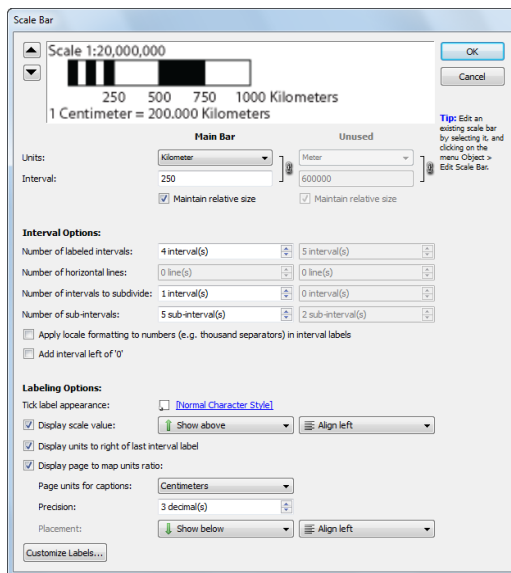 Scale Bar
Scale 1:20,000,000
250 500 750 1000 Kilometers
1 Centimeter = 200.000 Kilometers
OK
Cancel
Tip: Edit an
existing scale bar
by selecting it, and
clicking on the
menu Object >
Edit Scale Bar.
Main Bar Unused
Units: Kilometer Meter
Interval: 250 600000
Maintain relative size Maintain relative size
Interval Options:
Number of labeled intervals: 4 interval(s) 5 interval(s)
Number of horizontal lines: 0 line(s) 0 line(s)
Number of intervals to subdivide: 1 interval(s) 0 interval(s)
Number of sub-intervals: 5 sub-interval(s) 2 sub-interval(s)
Apply locale formatting to numbers (e.g. thousand separators) in interval labels
Add interval left of '0'
Labeling Options:
Tick label appearance: [Normal Character Style]
Display scale value: Show above Align left
Display units to right of last interval label
Display page to map units ratio:
Page units for captions: Centimeters
Precision: 3 decimal(s)
Placement: Show below Align left
Customize Labels...